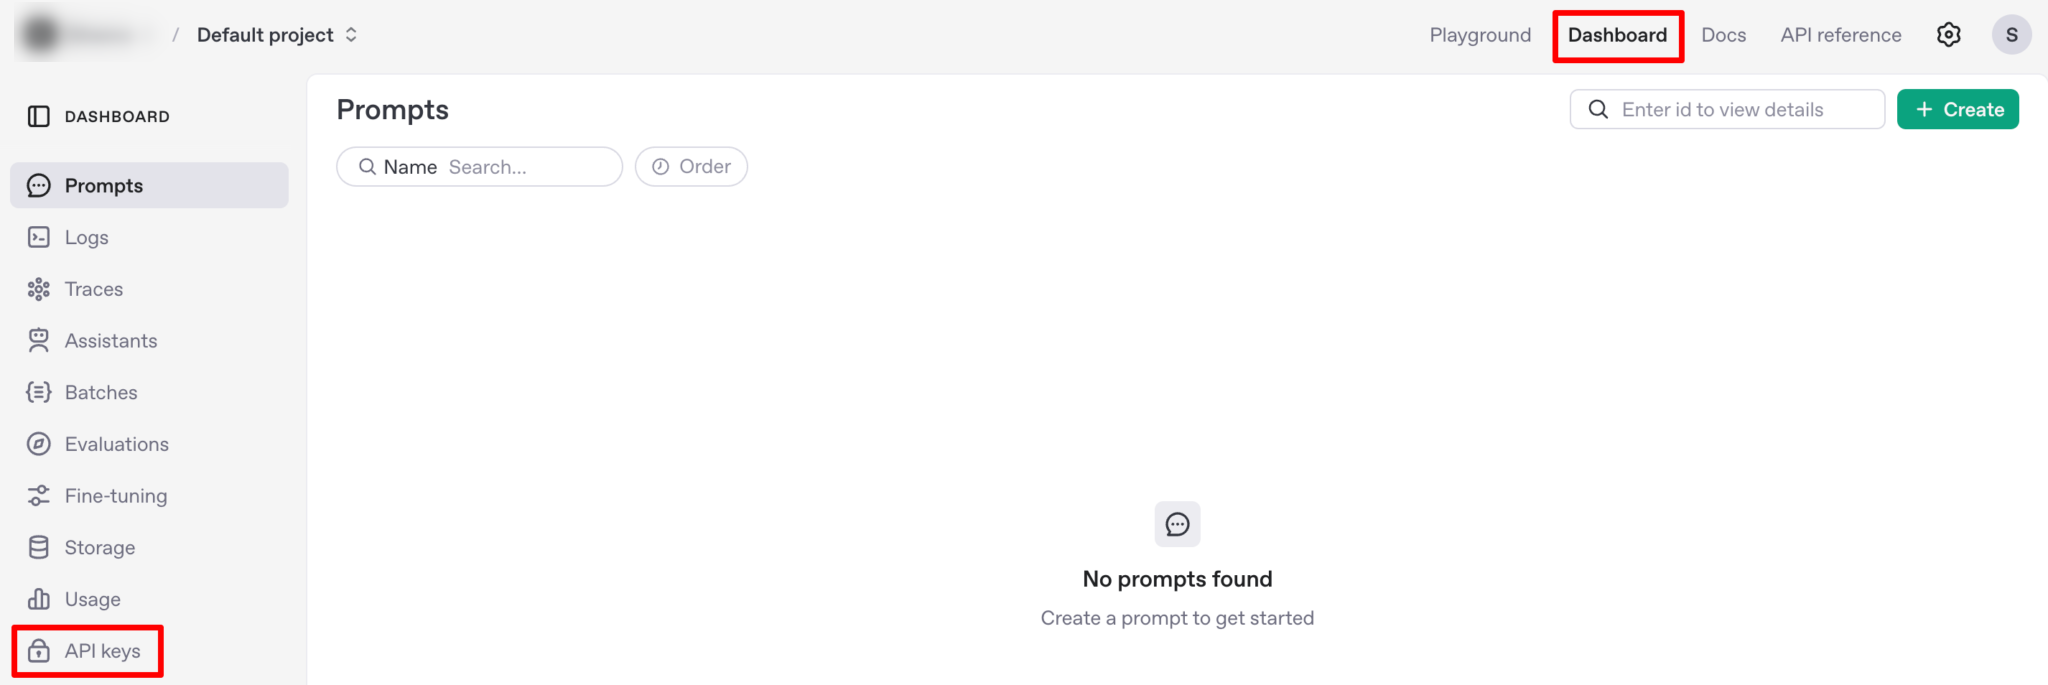 / Default project
Playground Dashboard Docs API reference S
DASHBOARD
Prompts
Logs
Traces
Assistants
Batches
Evaluations
Fine-tuning
Storage
Usage
API keys
Prompts
Enter id to view details
+ Create
Name Search...
Order
No prompts found
Create a prompt to get started